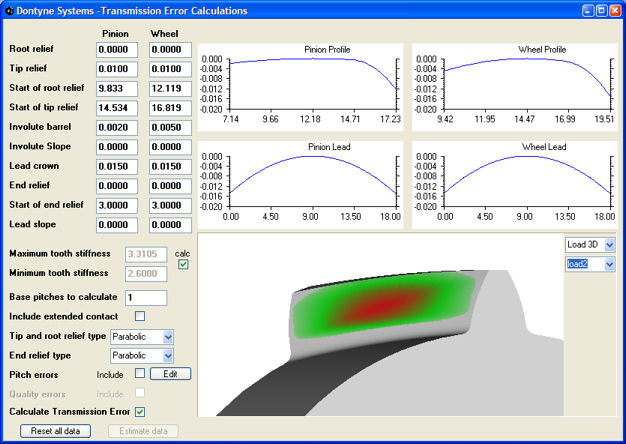 Dontyne Systems -Transmission Error Calculations
Pinion Wheel
Root relief 0.0000 0.0000
Tip relief 0.0100 0.0100
Start of root relief 9.833 12.119
Start of tip relief 14.534 16.819
Involute barrel 0.0020 0.0050
Involute Slope 0.0000 0.0000
Lead crown 0.0150 0.0150
End relief 0.0000 0.0000
Start of end relief 3.0000 3.0000
Lead slope 0.0000 0.0000
Maximum tooth stiffness 3.3105 calc
Minimum tooth stiffness 2.6000
Base pitches to calculate 1
Include extended contact
Tip and root relief type Parabolic
End relief type Parabolic
Pitch errors Include Edit
Quality errors Include
Calculate Transmission Error
Reset all data Estimate data
Pinion Profile
0.000
-0.004
-0.008
-0.012
-0.016
-0.020
7.14 9.66 12.18 14.71 17.23
Wheel Profile
0.000
-0.004
-0.008
-0.012
-0.016
-0.020
9.42 11.95 14.47 16.99 19.51
Pinion Lead
0.000
-0.004
-0.008
-0.012
-0.016
-0.020
0.00 4.50 9.00 13.50 18.00
Wheel Lead
0.000
-0.004
-0.008
-0.012
-0.016
-0.020
0.00 4.50 9.00 13.50 18.00
Load 3D
load2